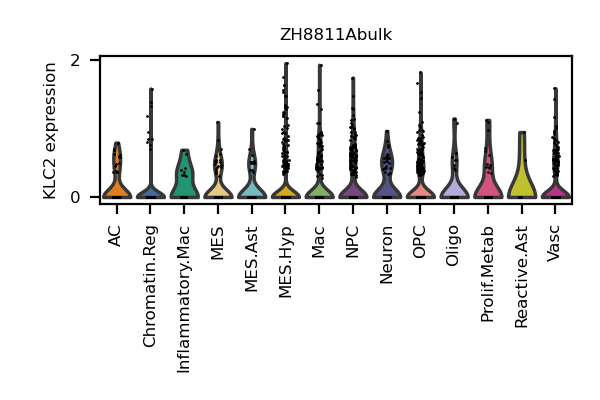 ZH8811Abulk
KLC2 expression
2
0
AC
Chromatin.Reg
Inflammatory.Mac
MES
MES.Ast
MES.Hyp
Mac
NPC
Neuron
OPC
Oligo
Prolif.Metab
Reactive.Ast
Vasc